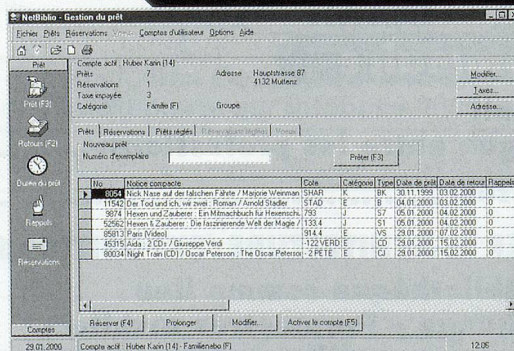 NetBiblio - Gestion du prêt
Fichier Prêts Réservations Venus Comptes d'utilisateur Options Aide
Prêt
Prêt (F3)
Retours (F2)
Durée du prêt
Rappels
Réservations
Comptes
Compte actif : Huber Karin (14)
Prêts 7 Adresse Hauptstrasse 87
Réservations 1 4132 Muttenz
Taxe impayée 3
Catégorie Familie (F) Groupe
Modifier...
Taxes...
Adresse...
Prêts Réservations Prêts réglés Réservations réglées Venus
Nouveau prêt
Numéro d'exemplaire Prêter (F3)
No Notice compacte Cote Catégorie Type Date de prêt Date de retour Rappels
8054 Nick Nase auf der falschen Fährte / Marjorie Weinman SHAR K BK 30.11.1999 03.02.2000 0
11542 Der Tod und ich, wir zwei : Roman / Arnold Stadler STAD E B 04.01.2000 03.02.2000 0
9874 Hexen und Zauberer : Ein Mitmachbuch für Hexenschü. 793 J S7 05.01.2000 04.02.2000 0
52562 Hexen & Zauberer : Die faszinierende Welt der Magie / 133.4 J S1 05.01.2000 04.02.2000 0
85813 Paris (Video) 914.4 E VS 29.01.2000 07.02.2000 0
45315 Aida : 2 CDs / Giuseppe Verdi -122 VERD E CD 29.01.2000 15.02.2000 0
80034 Night Train (CD) / Oscar Peterson ; The Oscar Peterson - 2 PETE E CJ 29.01.2000 15.02.2000 0
Réserver (F4) Prolonger Modifier... Activer le compte (F5)
29.01.2000 Compte actif : Huber Karin (14) - Familienabo (F) 12:06